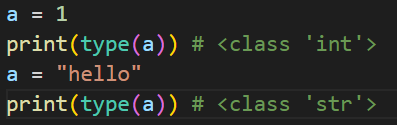 a = 1
print(type(a)) # <class 'int'>
a = "hello"
print(type(a)) # <class 'str'>